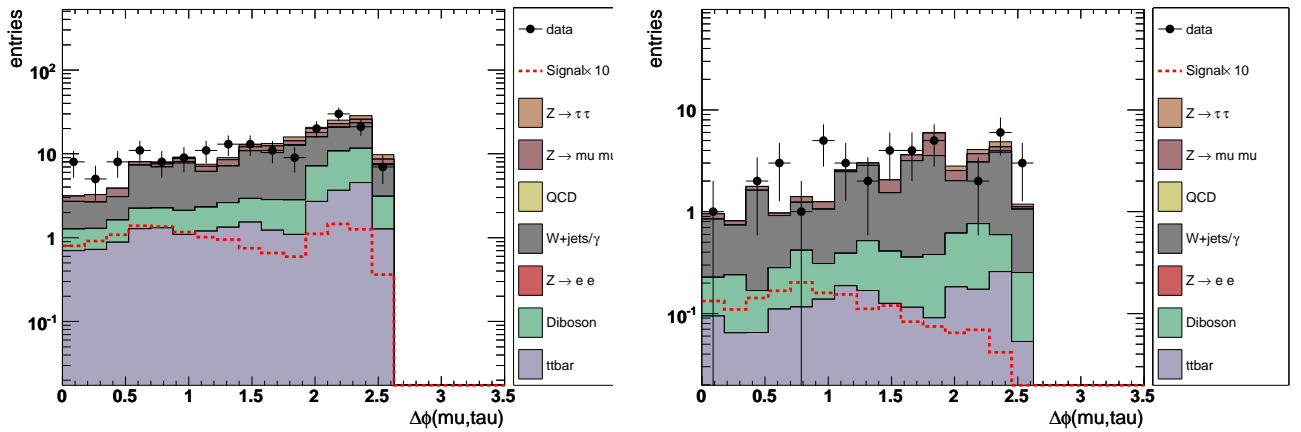 entries
10²
10
1
10⁻¹
0 0.5 1 1.5 2 2.5 3 3.5
Δϕ(mu,tau)
data
Signal× 10
Z → τ τ
Z → mu mu
QCD
W+jets/γ
Z → e e
Diboson
ttbar
entries
10
1
10⁻¹
0 0.5 1 1.5 2 2.5 3 3.5
Δϕ(mu,tau)
data
Signal× 10
Z → τ τ
Z → mu mu
QCD
W+jets/γ
Z → e e
Diboson
ttbar